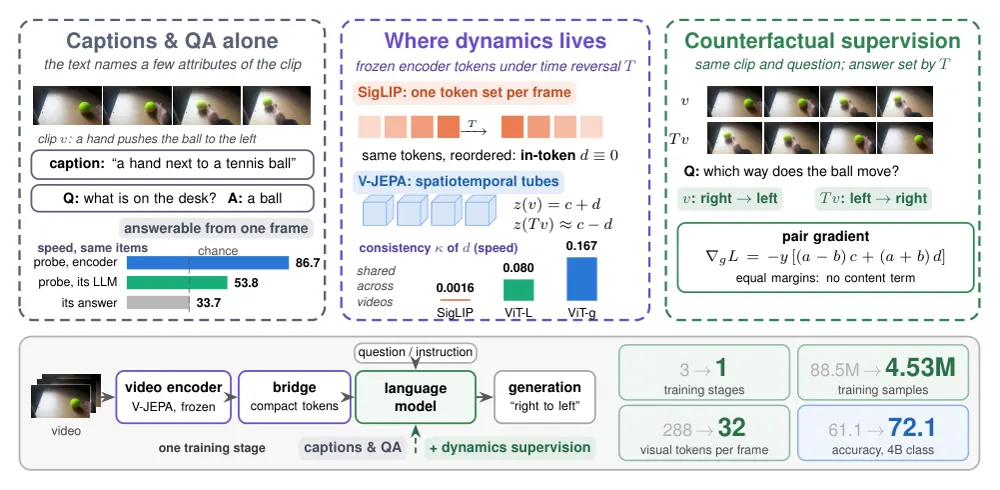 Captions & QA alone
the text names a few attributes of the clip
clip v: a hand pushes the ball to the left
caption: “a hand next to a tennis ball”
Q: what is on the desk? A: a ball
answerable from one frame
speed, same items
chance
probe, encoder 86.7
probe, its LLM 53.8
its answer 33.7
Where dynamics lives
frozen encoder tokens under time reversal T
SigLIP: one token set per frame
T
same tokens, reordered: in-token d ≡ 0
V-JEPA: spatiotemporal tubes
z(v) = c + d
z(Tv) ≈ c − d
consistency κ of d (speed)
shared
across
videos
0.0016 0.080 0.167
SigLIP ViT-L ViT-g
Counterfactual supervision
same clip and question; answer set by T
v
Tv
Q: which way does the ball move?
v: right → left Tv: left → right
pair gradient
∇gL = −y [(a − b) c + (a + b) d]
equal margins: no content term
question / instruction
video
video encoder
V-JEPA, frozen
bridge
compact tokens
language
model
generation
“right to left”
one training stage
captions & QA
+ dynamics supervision
3 → 1
training stages
88.5M → 4.53M
training samples
288 → 32
visual tokens per frame
61.1 → 72.1
accuracy, 4B class